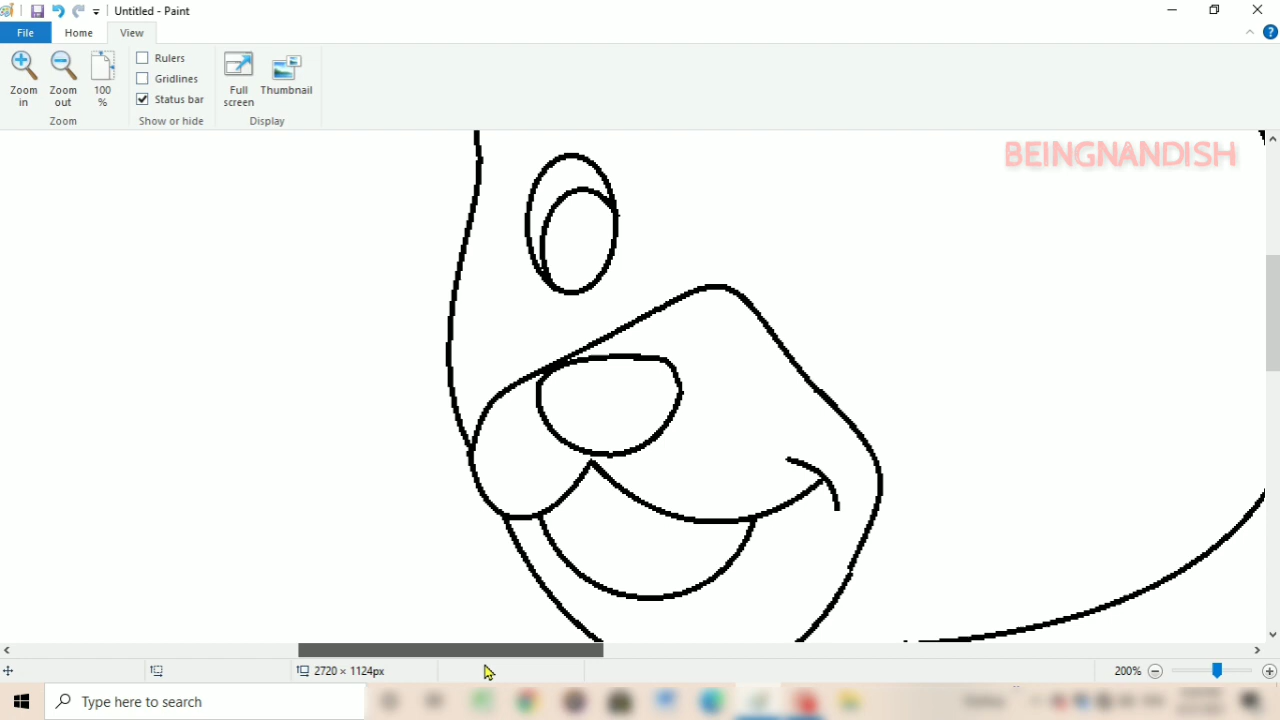 Untitled - Paint
File Home View
Zoom in
Zoom out
100 %
Rulers
Gridlines
Status bar
Full screen
Thumbnail
Zoom
Show or hide
Display
BEINGNANDISH
2720 × 1124px
200%
Type here to search